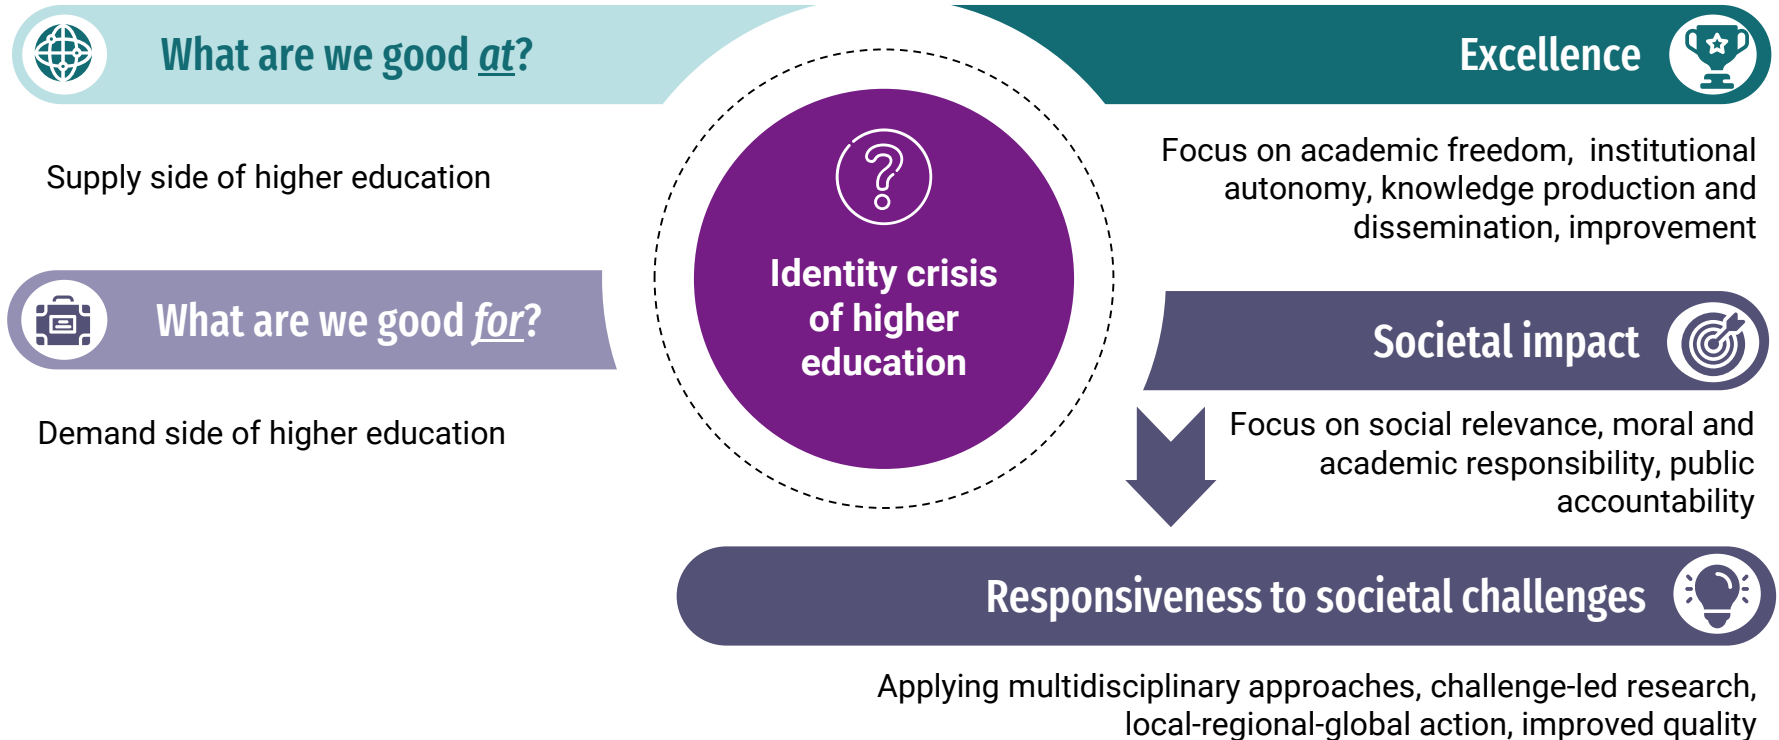 What are we good at?
Supply side of higher education
What are we good for?
Demand side of higher education
Identity crisis
of higher
education
Excellence
Focus on academic freedom, institutional
autonomy, knowledge production and
dissemination, improvement
Societal impact
Focus on social relevance, moral and
academic responsibility, public
accountability
Responsiveness to societal challenges
Applying multidisciplinary approaches, challenge-led research,
local-regional-global action, improved quality